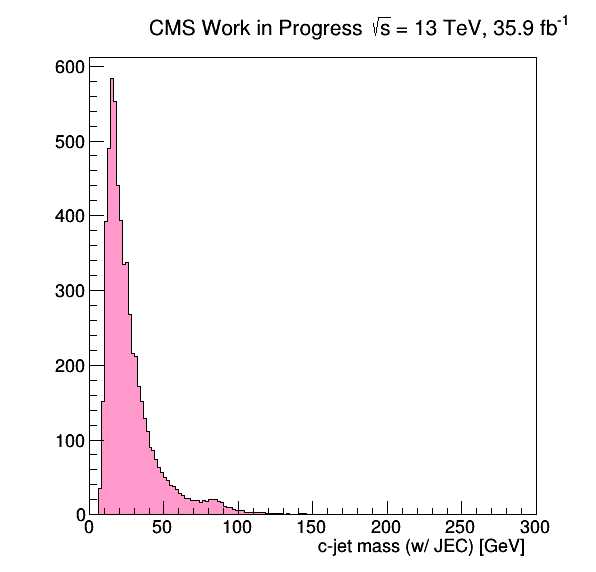 CMS Work in Progress √s = 13 TeV, 35.9 fb⁻¹
600
500
400
300
200
100
0
0 50 100 150 200 250 300
c-jet mass (w/ JEC) [GeV]